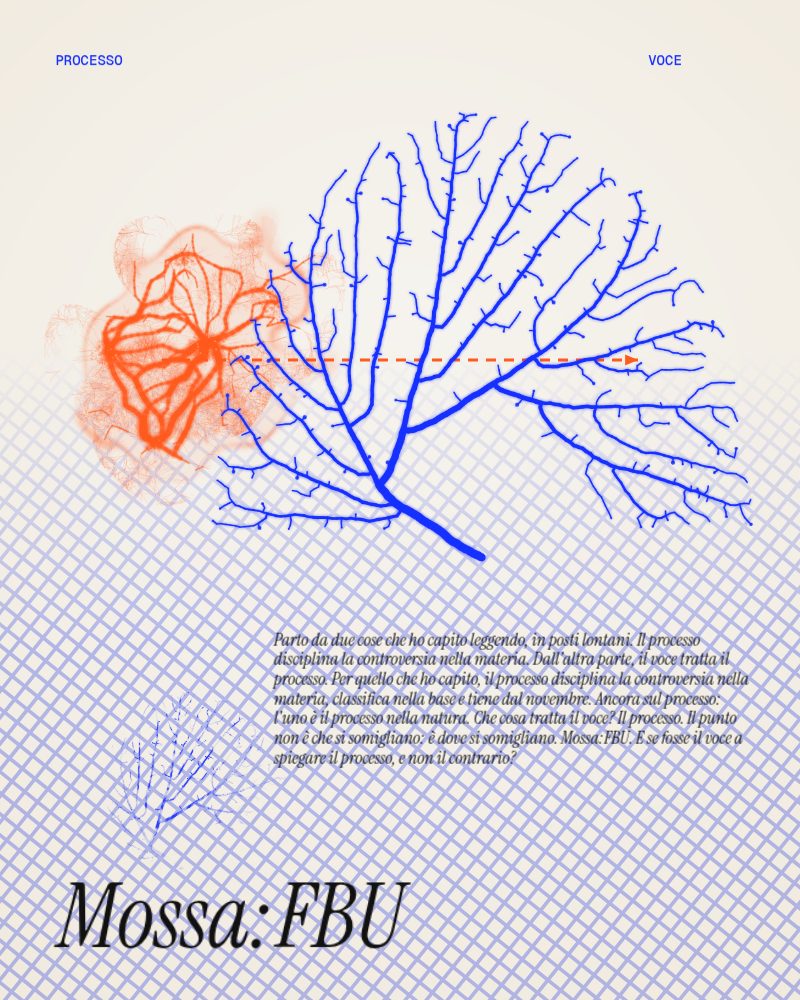 PROCESSO
VOCE
Parto da due cose che ho capito leggendo, in posti lontani. Il processo
disciplina la controversia nella materia. Dall'altra parte, il voce tratta il
processo. Per quello che ho capito, il processo disciplina la controversia nella
materia, classifica nella base e tiene dal novembre. Ancora sul processo:
l'uno è il processo nella natura. Che cosa tratta il voce? Il processo. Il punto
non è che si somigliano: è dove si somigliano. Mossa:FBU. E se fosse il voce a
spiegare il processo, e non il contrario?
Mossa: FBU